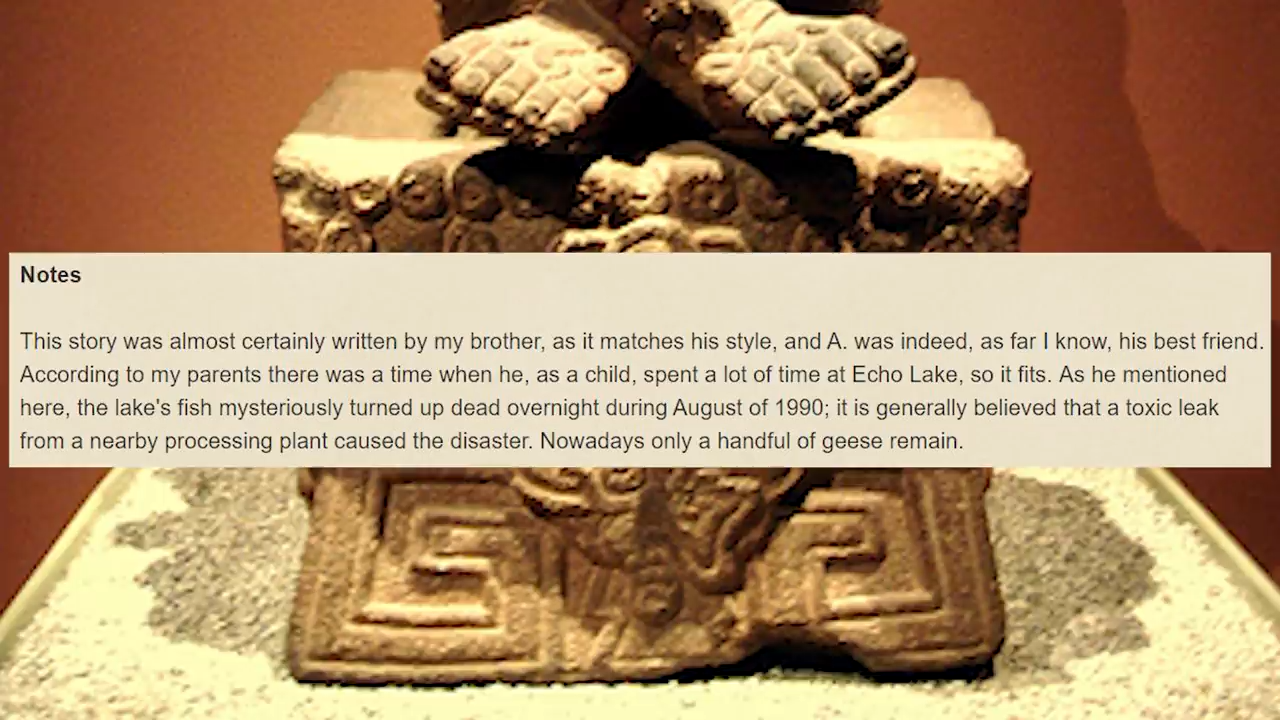 Notes
This story was almost certainly written by my brother, as it matches his style, and A. was indeed, as far I know, his best friend.
According to my parents there was a time when he, as a child, spent a lot of time at Echo Lake, so it fits. As he mentioned
here, the lake's fish mysteriously turned up dead overnight during August of 1990; it is generally believed that a toxic leak
from a nearby processing plant caused the disaster. Nowadays only a handful of geese remain.